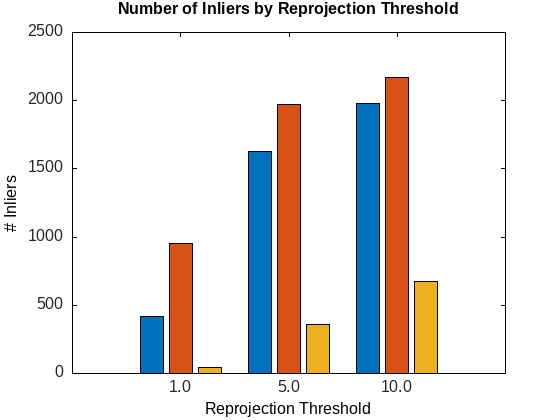 Number of Inliers by Reprojection Threshold
2500
2000
1500
1000
500
0
# Inliers
1.0 5.0 10.0
Reprojection Threshold